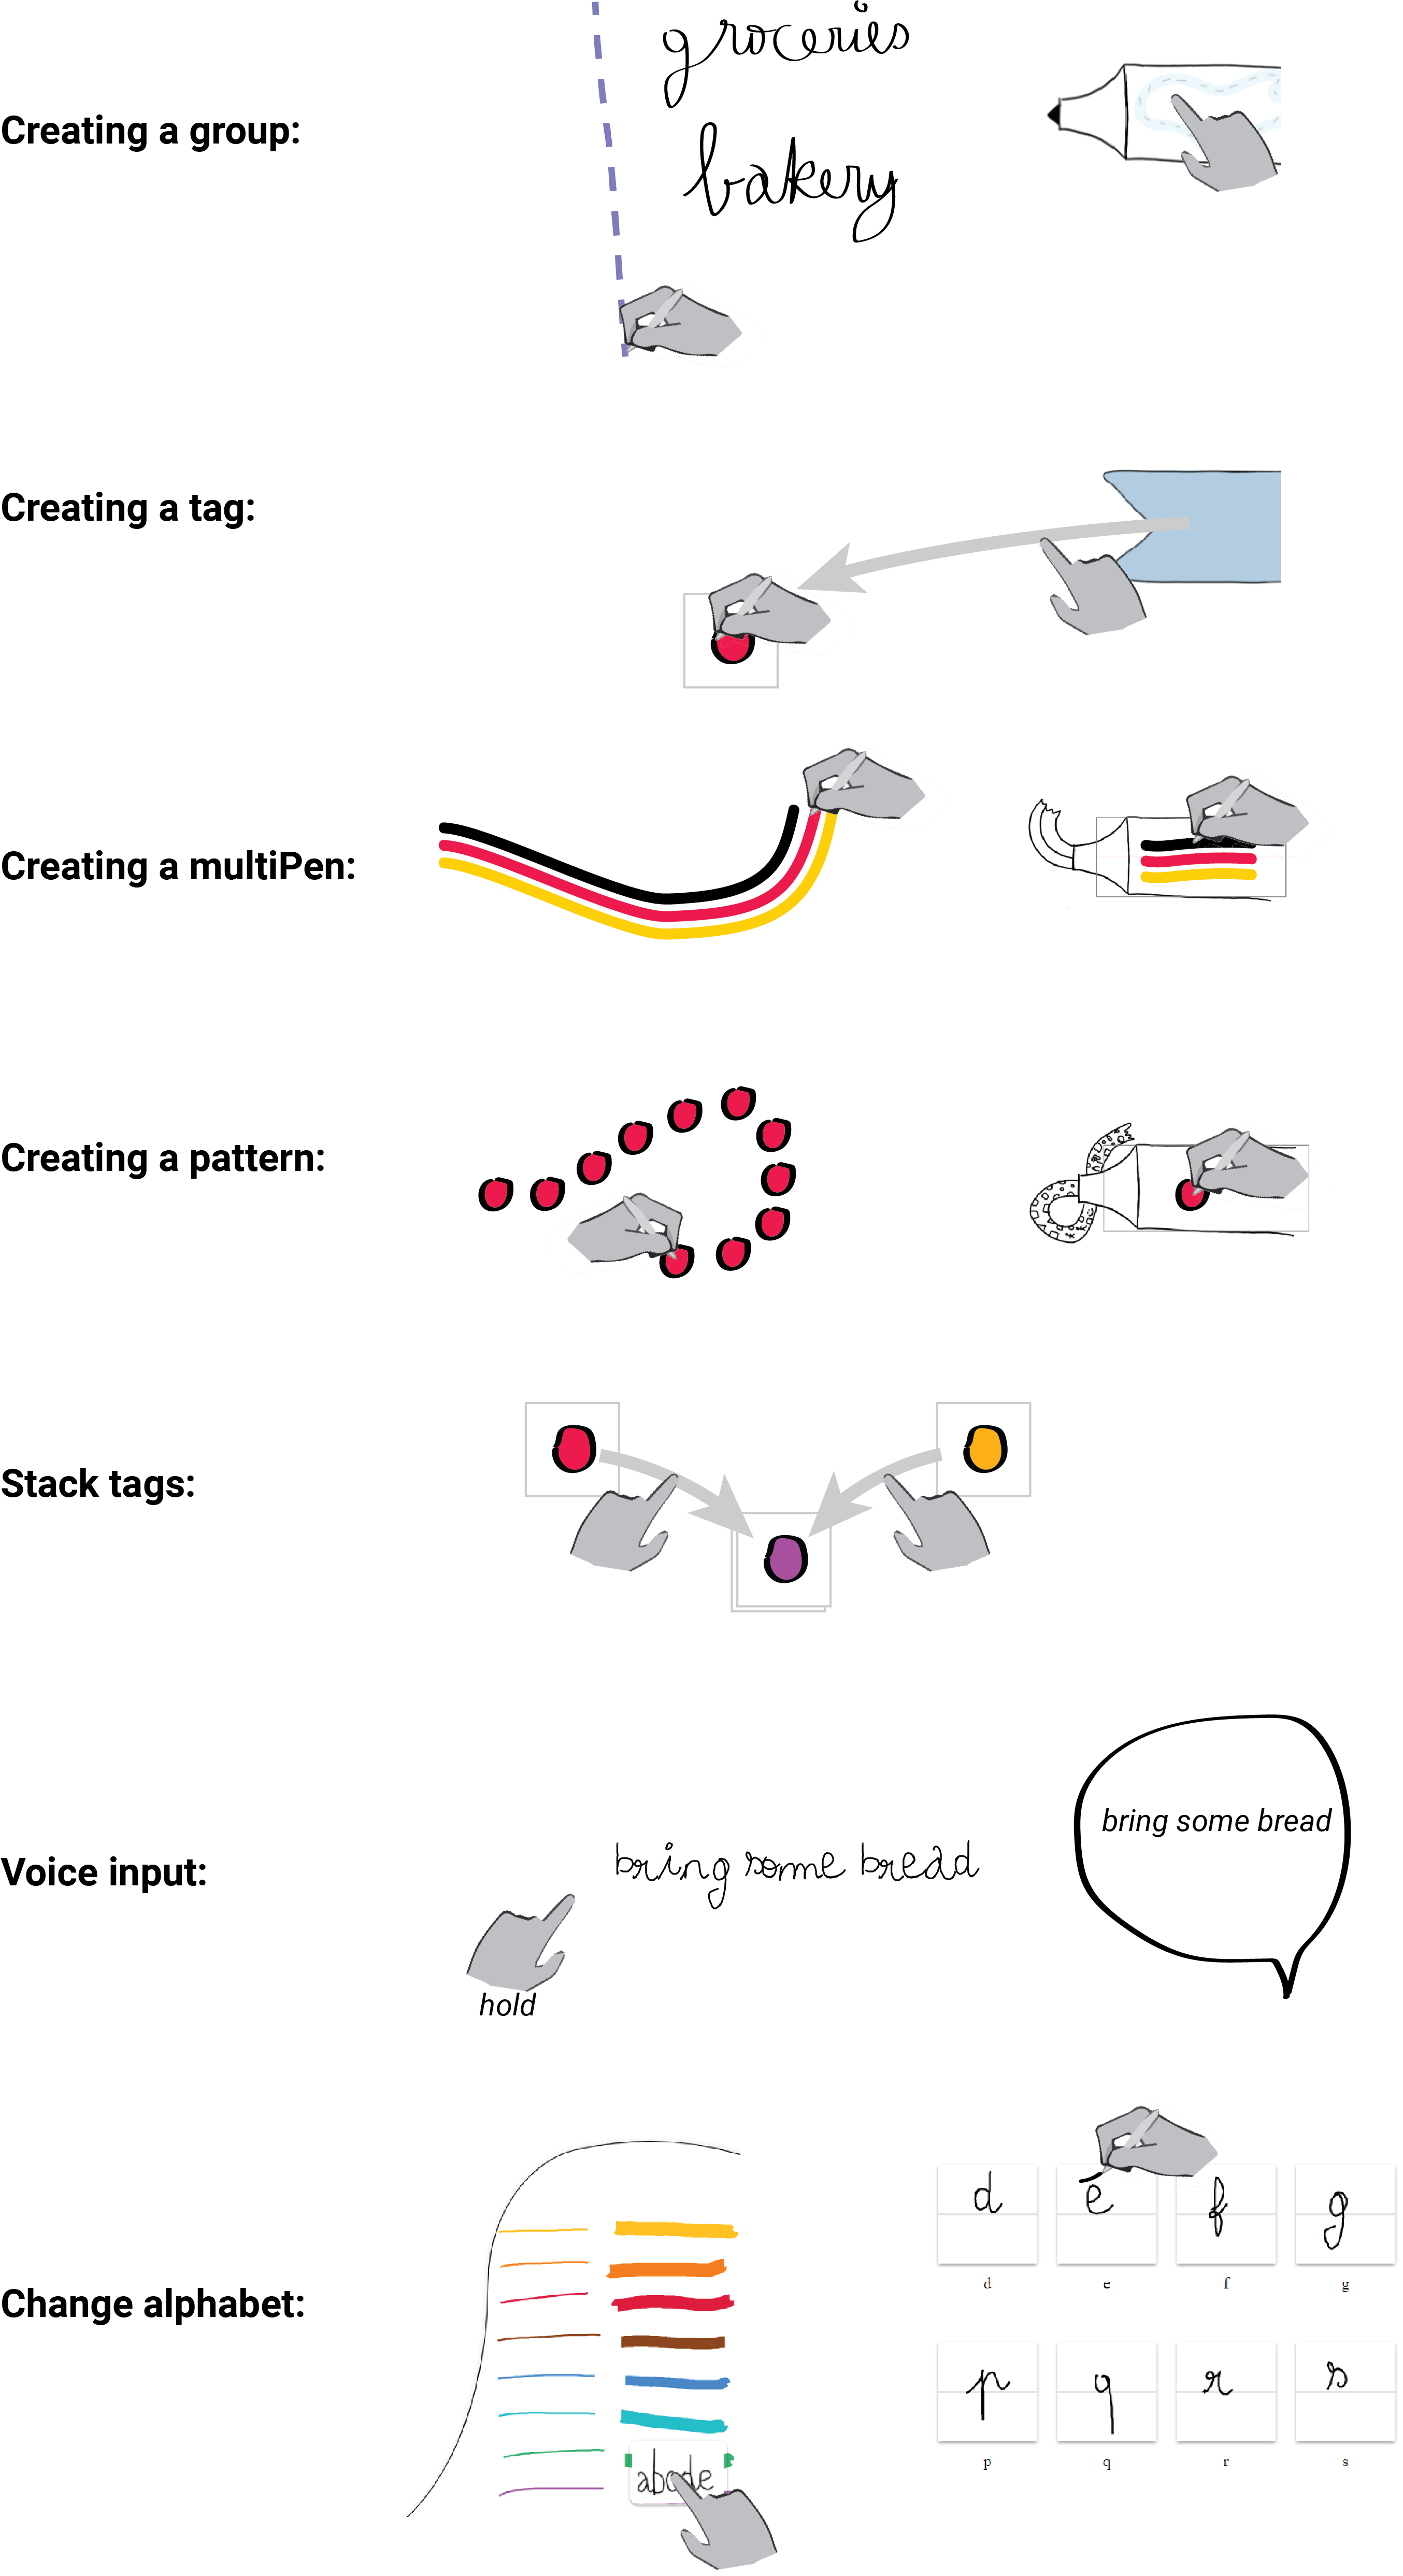 groceries
Creating a group:
bakery
Creating a tag:
Creating a multiPen:
Creating a pattern:
Stack tags:
bring some bread
Voice input:
bring some bread
hold
d e f g
d e f g
Change alphabet:
p q r s
p q r s
abcde